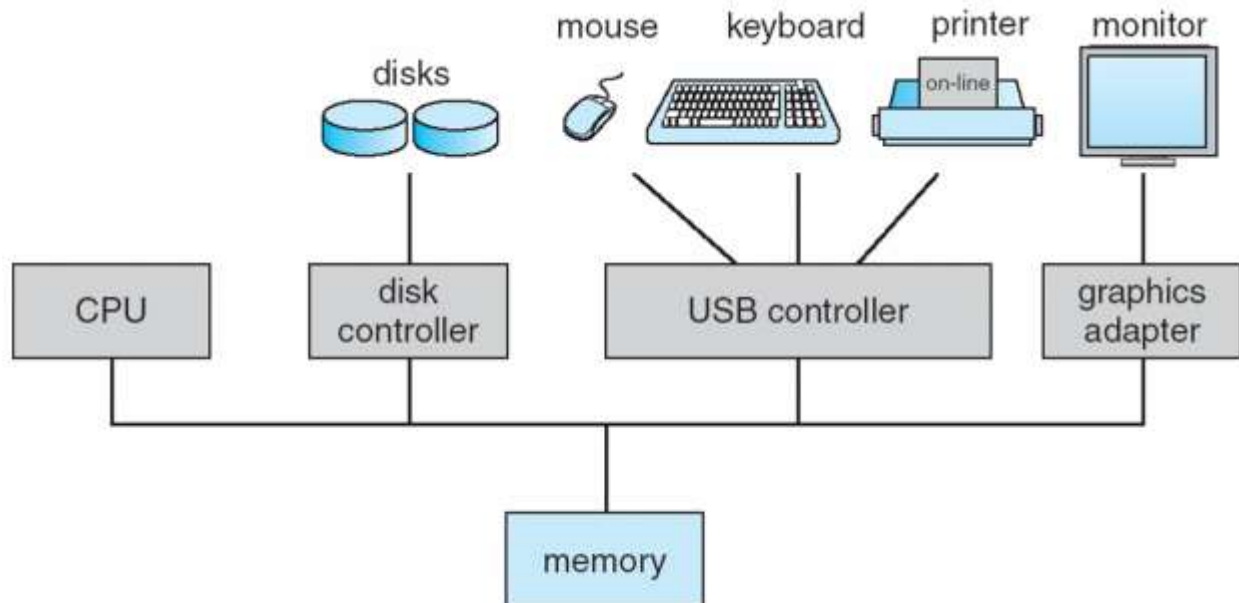 mouse
keyboard
printer
monitor
disks
on-line
CPU
disk
controller
USB controller
graphics
adapter
memory